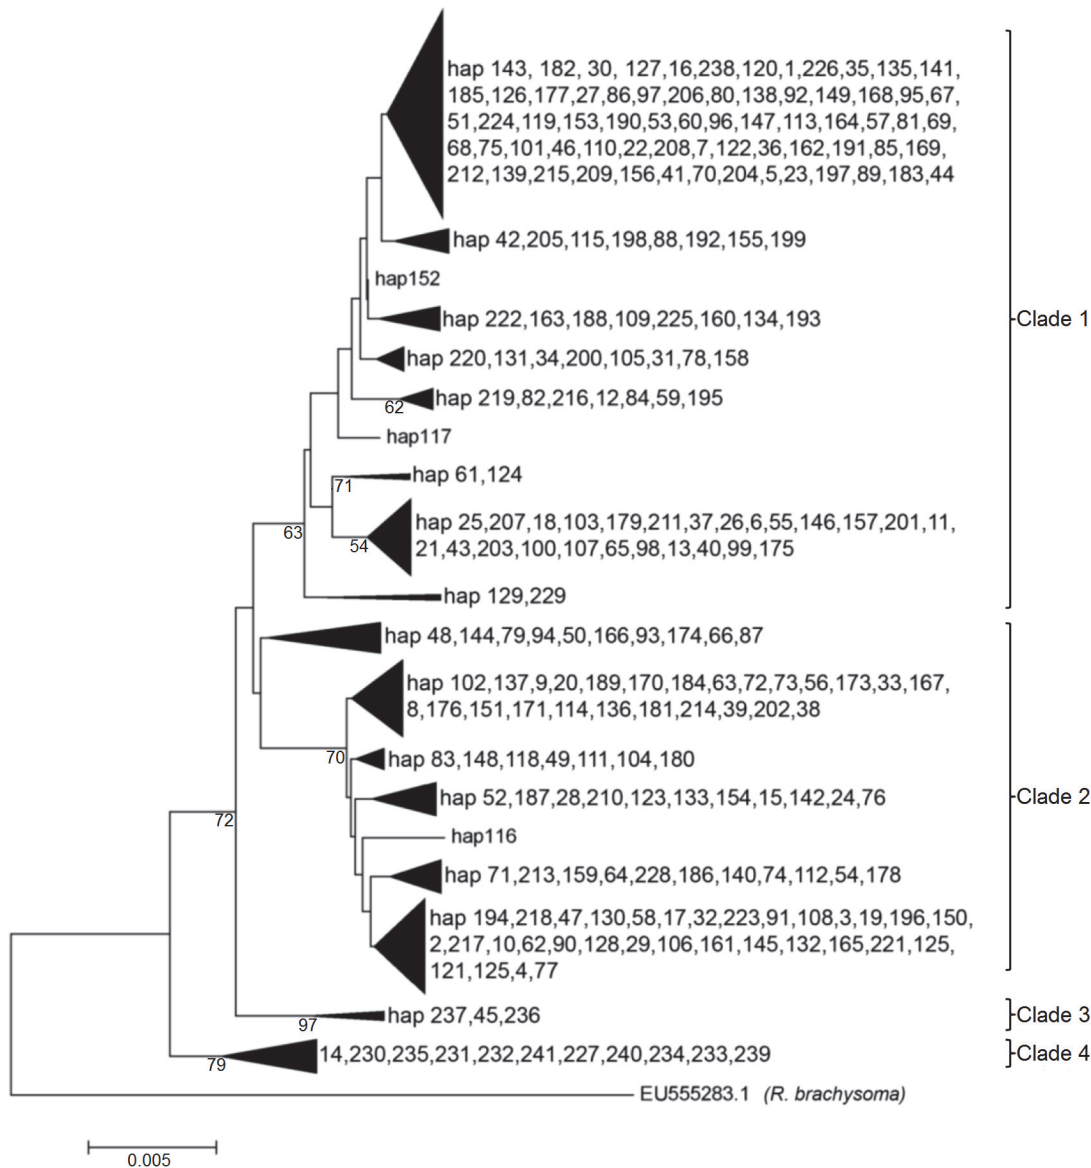 hap 143, 182, 30, 127,16,238,120,1,226,35,135,141,
185,126,177,27,86,97,206,80,138,92,149,168,95,67,
51,224,119,153,190,53,60,96,147,113,164,57,81,69,
68,75,101,46,110,22,208,7,122,36,162,191,85,169,
212,139,215,209,156,41,70,204,5,23,197,89,183,44
hap 42,205,115,198,88,192,155,199
hap152
hap 222,163,188,109,225,160,134,193
Clade 1
hap 220,131,34,200,105,31,78,158
hap 219,82,216,12,84,59,195
62
hap117
hap 61,124
71
hap 25,207,18,103,179,211,37,26,6,55,146,157,201,11,
21,43,203,100,107,65,98,13,40,99,175
63
54
hap 129,229
hap 48,144,79,94,50,166,93,174,66,87
hap 102,137,9,20,189,170,184,63,72,73,56,173,33,167,
8,176,151,171,114,136,181,214,39,202,38
70
hap 83,148,118,49,111,104,180
hap 52,187,28,210,123,133,154,15,142,24,76
Clade 2
72
hap116
hap 71,213,159,64,228,186,140,74,112,54,178
hap 194,218,47,130,58,17,32,223,91,108,3,19,196,150,
2,217,10,62,90,128,29,106,161,145,132,165,221,125,
121,125,4,77
hap 237,45,236
97
Clade 3
14,230,235,231,232,241,227,240,234,233,239
79
Clade 4
EU555283.1 (R. brachysoma)
0.005